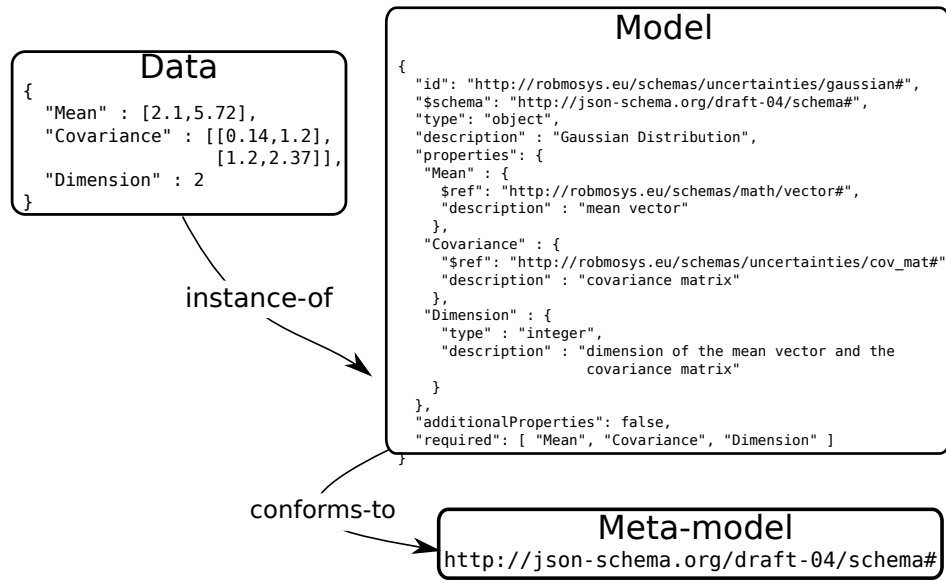 Data
{
  "Mean" : [2.1,5.72],
  "Covariance" : [[0.14,1.2],
                  [1.2,2.37]],
  "Dimension" : 2
}
instance-of
Model
{
  "id": "http://robmosys.eu/schemas/uncertainties/gaussian#",
  "$schema": "http://json-schema.org/draft-04/schema#",
  "type": "object",
  "description" : "Gaussian Distribution",
  "properties": {
   "Mean" : {
     $ref": "http://robmosys.eu/schemas/math/vector#",
     "description" : "mean vector"
    },
   "Covariance" : {
     "$ref": "http://robmosys.eu/schemas/uncertainties/cov_mat#"
     "description" : "covariance matrix"
    },
   "Dimension" : {
     "type" : "integer",
     "description" : "dimension of the mean vector and the
                      covariance matrix"
    }
  },
  "additionalProperties": false,
  "required": [ "Mean", "Covariance", "Dimension" ]
}
conforms-to
Meta-model
http://json-schema.org/draft-04/schema#